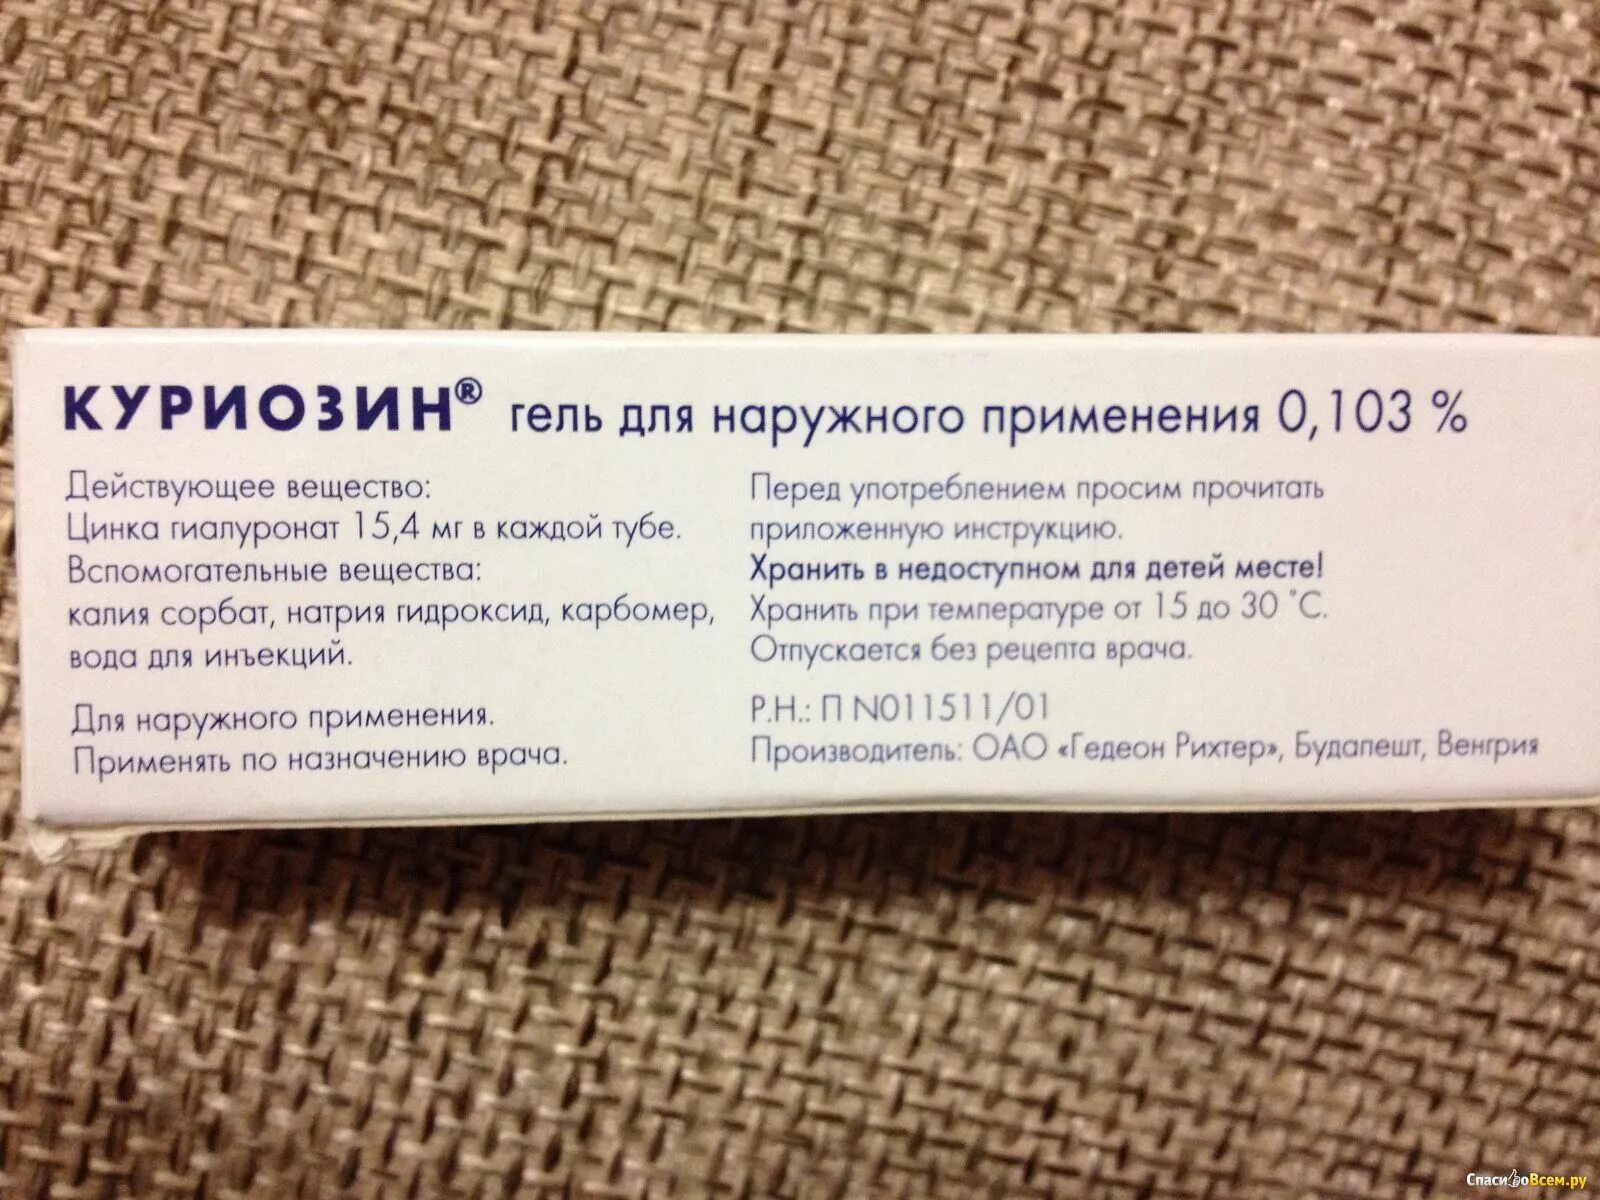 КУРИОЗИН® гель для наружного применения 0,103 %
Действующее вещество:
Цинка гиалуронат 15,4 мг в каждой тубе.
Вспомогательные вещества:
калия сорбат, натрия гидроксид, карбомер,
вода для инъекций.
Для наружного применения.
Применять по назначению врача.
Перед употреблением просим прочитать
приложенную инструкцию.
Хранить в недоступном для детей месте!
Хранить при температуре от 15 до 30 °С.
Отпускается без рецепта врача.
Р.Н.: П N011511/01
Производитель: ОАО «Гедеон Рихтер», Будапешт, Венгрия
СпасибоВсем.ру